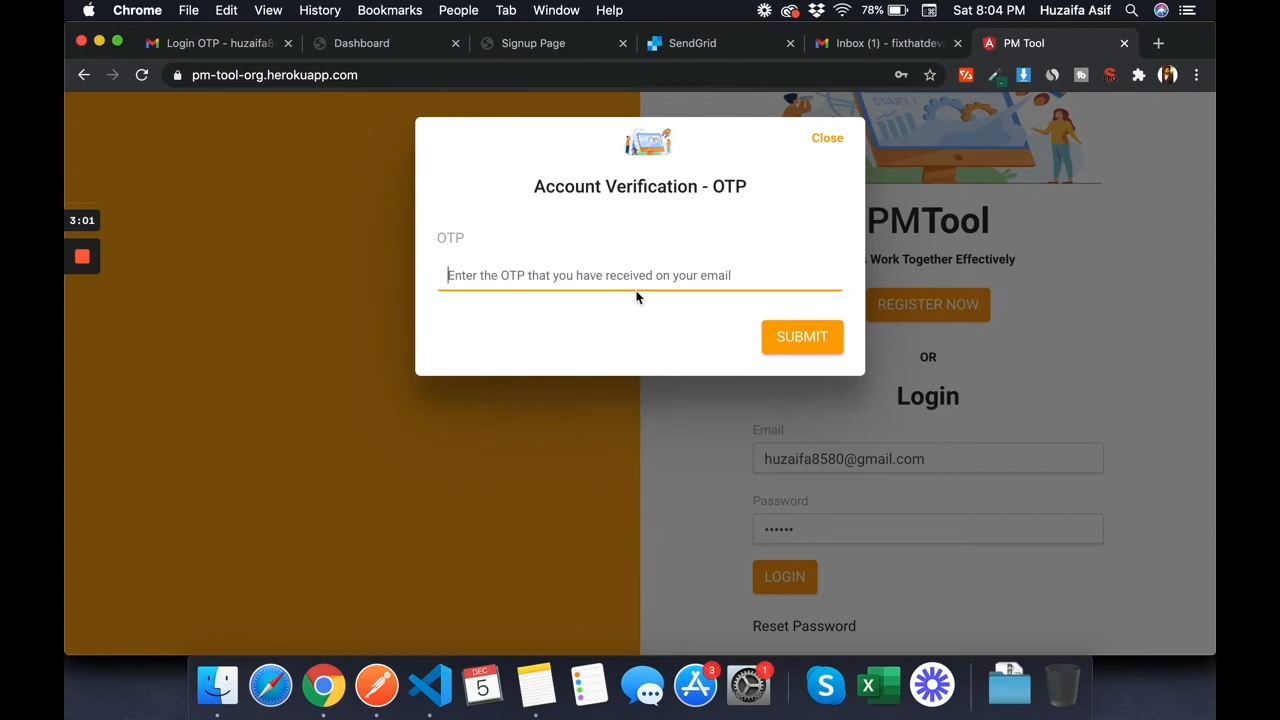 Chrome File Edit View History Bookmarks People Tab Window Help 78% Sat 8:04 PM Huzaifa Asif
Login OTP - huzaifa8 Dashboard Signup Page SendGrid Inbox (1) - fixthatdev PM Tool
pm-tool-org.herokuapp.com
START !
Close
Account Verification - OTP
3:01
OTP
Enter the OTP that you have received on your email
SUBMIT
PMTool
s Work Together Effectively
REGISTER NOW
OR
Login
Email
huzaifa8580@gmail.com
Password
••••••
LOGIN
Reset Password
DEC
5
3
1